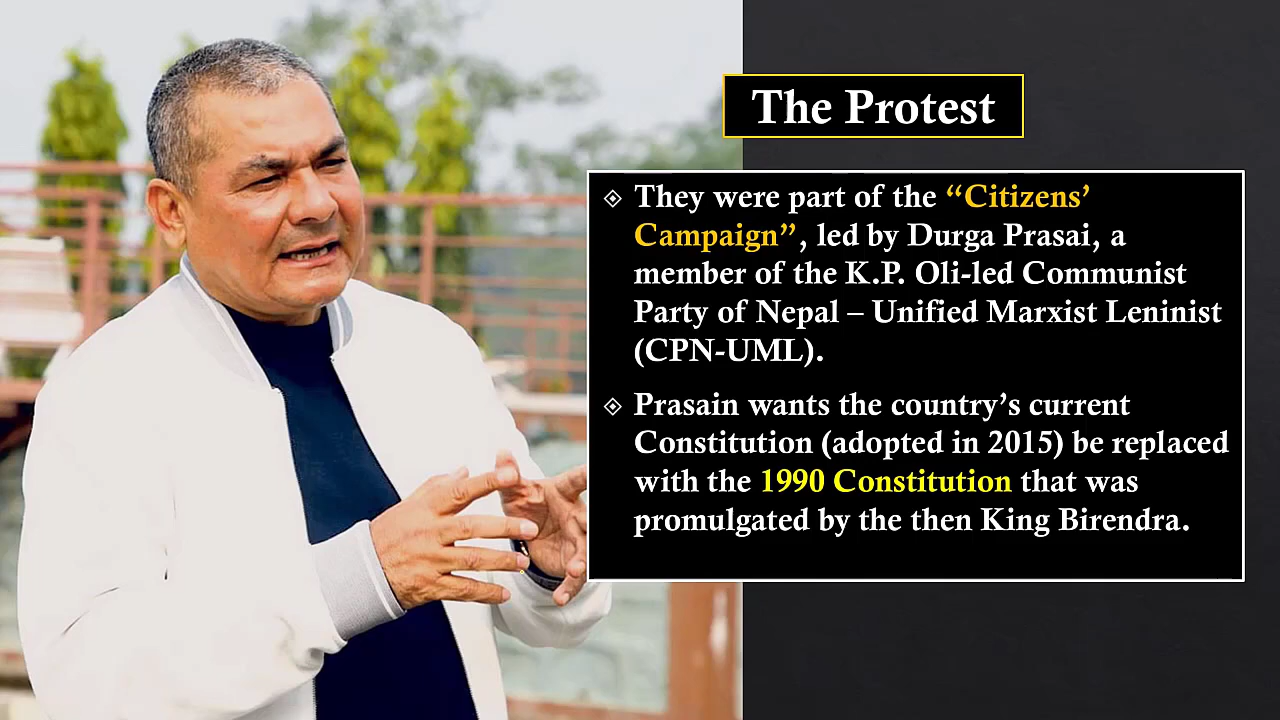 The Protest
They were part of the “Citizens’
Campaign”, led by Durga Prasai, a
member of the K.P. Oli-led Communist
Party of Nepal – Unified Marxist Leninist
(CPN-UML).
Prasain wants the country’s current
Constitution (adopted in 2015) be replaced
with the 1990 Constitution that was
promulgated by the then King Birendra.